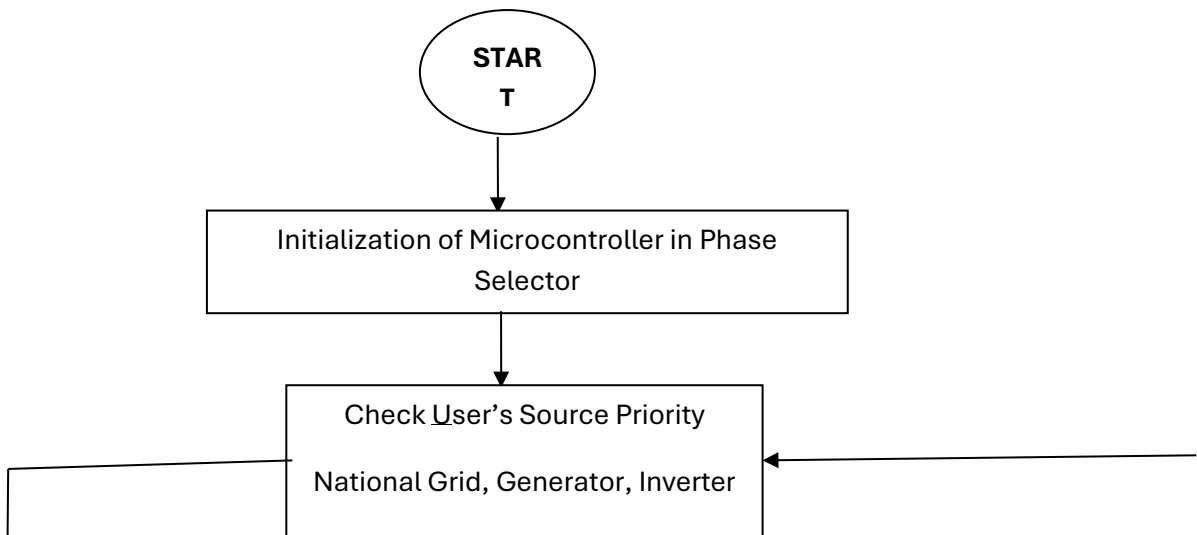 STAR
T
Initialization of Microcontroller in Phase
Selector
Check User’s Source Priority
National Grid, Generator, Inverter